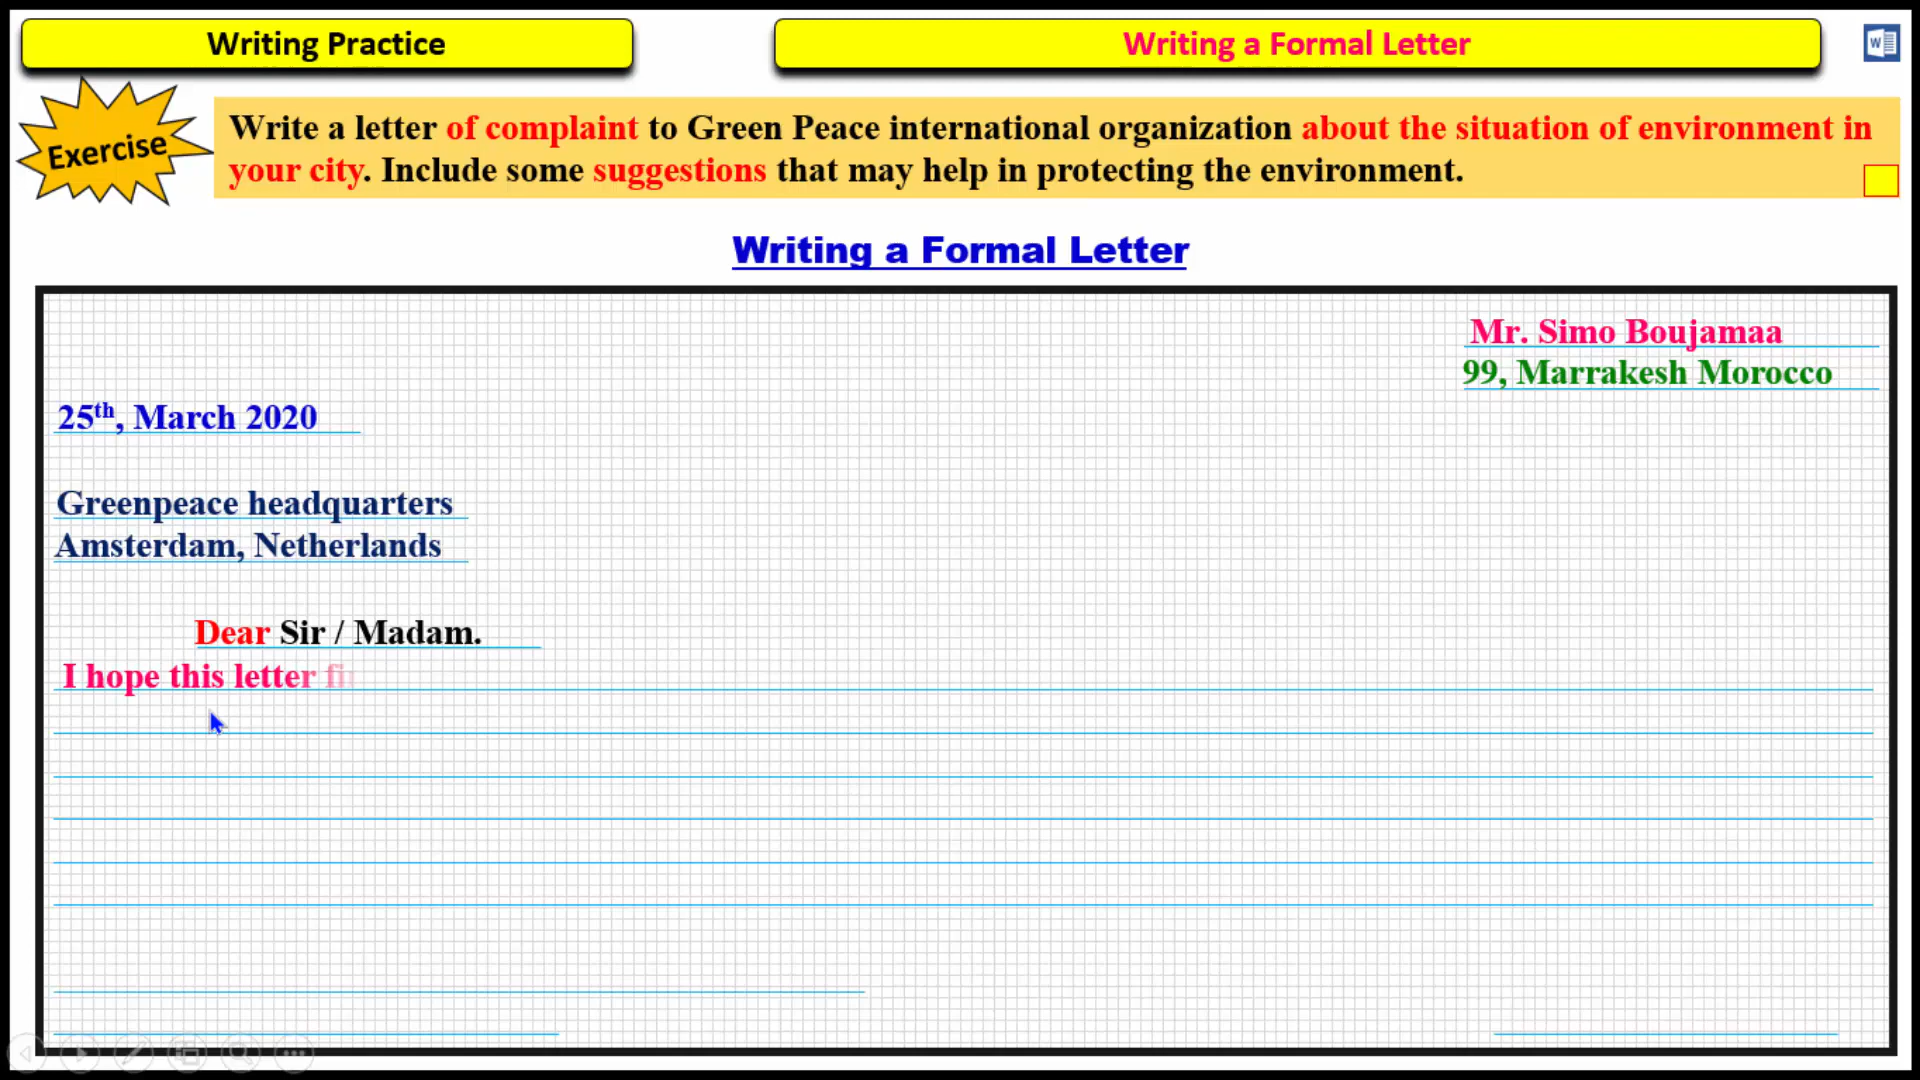 Writing Practice
Writing a Formal Letter
Exercise
Write a letter of complaint to Green Peace international organization about the situation of environment in
your city. Include some suggestions that may help in protecting the environment.
Writing a Formal Letter
Mr. Simo Boujamaa
99, Marrakesh Morocco
25th, March 2020
Greenpeace headquarters
Amsterdam, Netherlands
Dear Sir / Madam.
I hope this letter